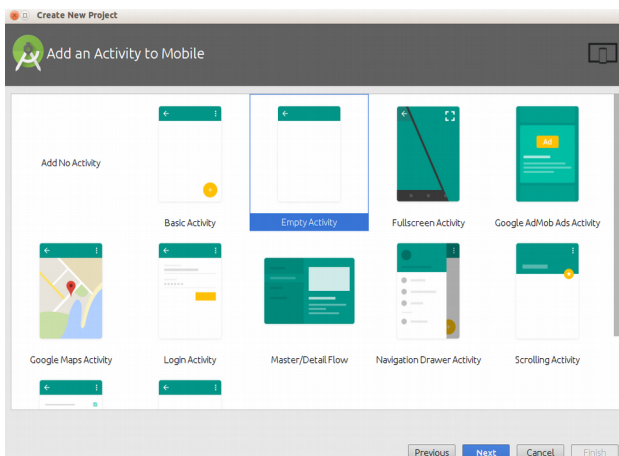 Create New Project
Add an Activity to Mobile
Add No Activity
Basic Activity
Empty Activity
Fullscreen Activity
Ad
Google AdMob Ads Activity
Google Maps Activity
Login Activity
Master/Detail Flow
Navigation Drawer Activity
Scrolling Activity
Previous
Next
Cancel
Finish